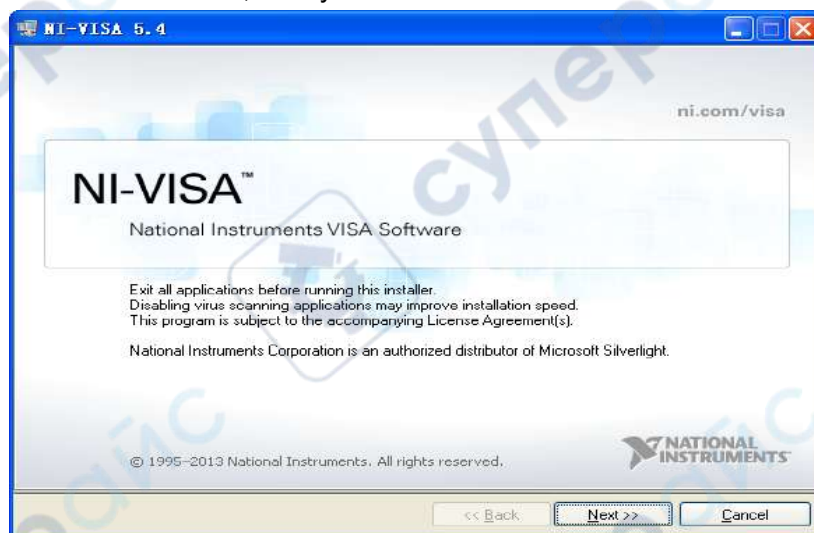 NI-VISA 5.4
ni.com/visa
NI-VISA™
National Instruments VISA Software
Exit all applications before running this installer.
Disabling virus scanning applications may improve installation speed.
This program is subject to the accompanying License Agreement(s).
National Instruments Corporation is an authorized distributor of Microsoft Silverlight.
© 1995–2013 National Instruments. All rights reserved.
NATIONAL
INSTRUMENTS
<< Back Next >> Cancel
супер